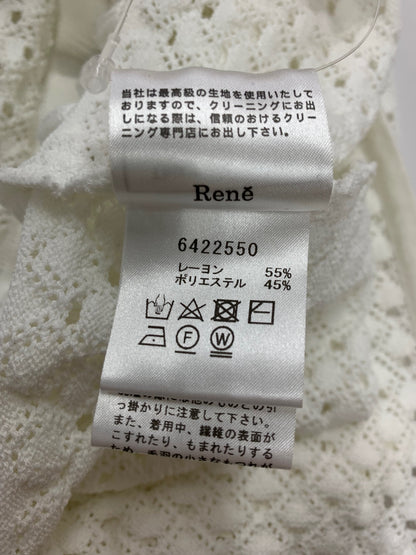 当社は最高級の生地を使用いたして
おりますので、クリーニングにお出
しになる際は、信頼のおけるクリー
ニング専門店にお出し下さい。
René
6422550
レーヨン 55%
ポリエステル 45%
F W
っ掛かりに注意して下さい。
また、着用中、繊維の表面が
こすれたり、もまれたりする